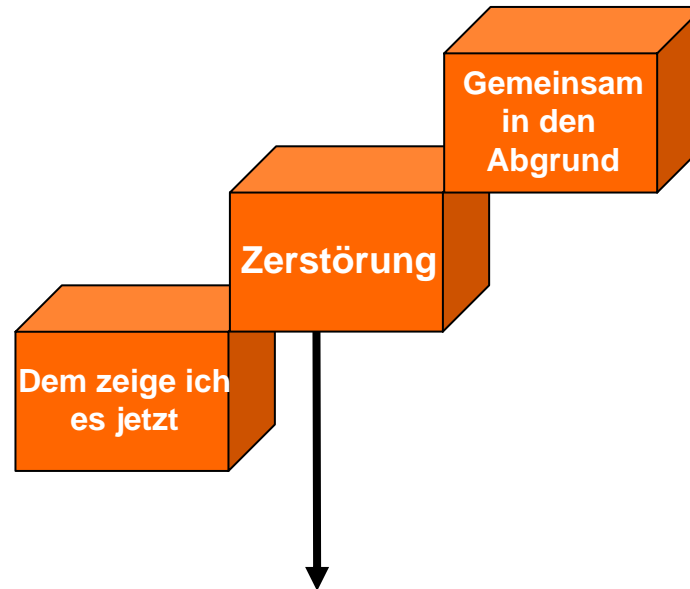 Gemeinsam
in den
Abgrund
Zerstörung
Dem zeige ich
es jetzt